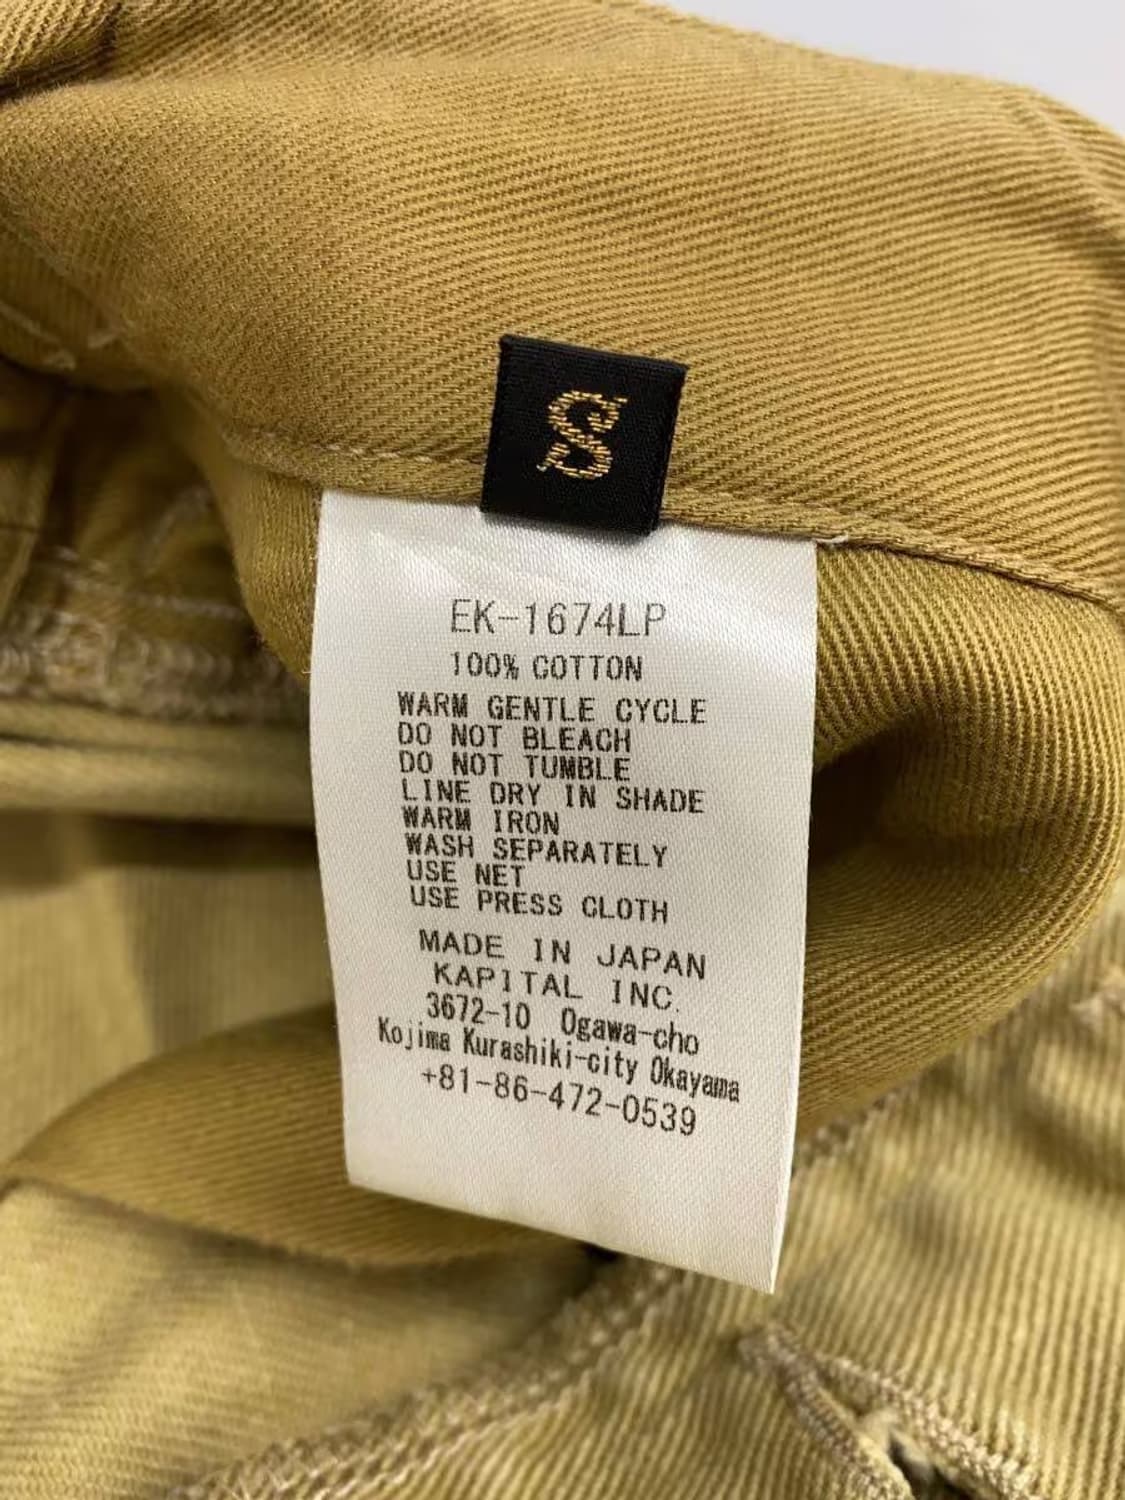 S
EK-1674LP
100% COTTON
WARM GENTLE CYCLE
DO NOT BLEACH
DO NOT TUMBLE
LINE DRY IN SHADE
WARM IRON
WASH SEPARATELY
USE NET
USE PRESS CLOTH
MADE IN JAPAN
KAPITAL INC.
3672-10 Ogawa-cho
Kojima Kurashiki-city Okayama
+81-86-472-0539